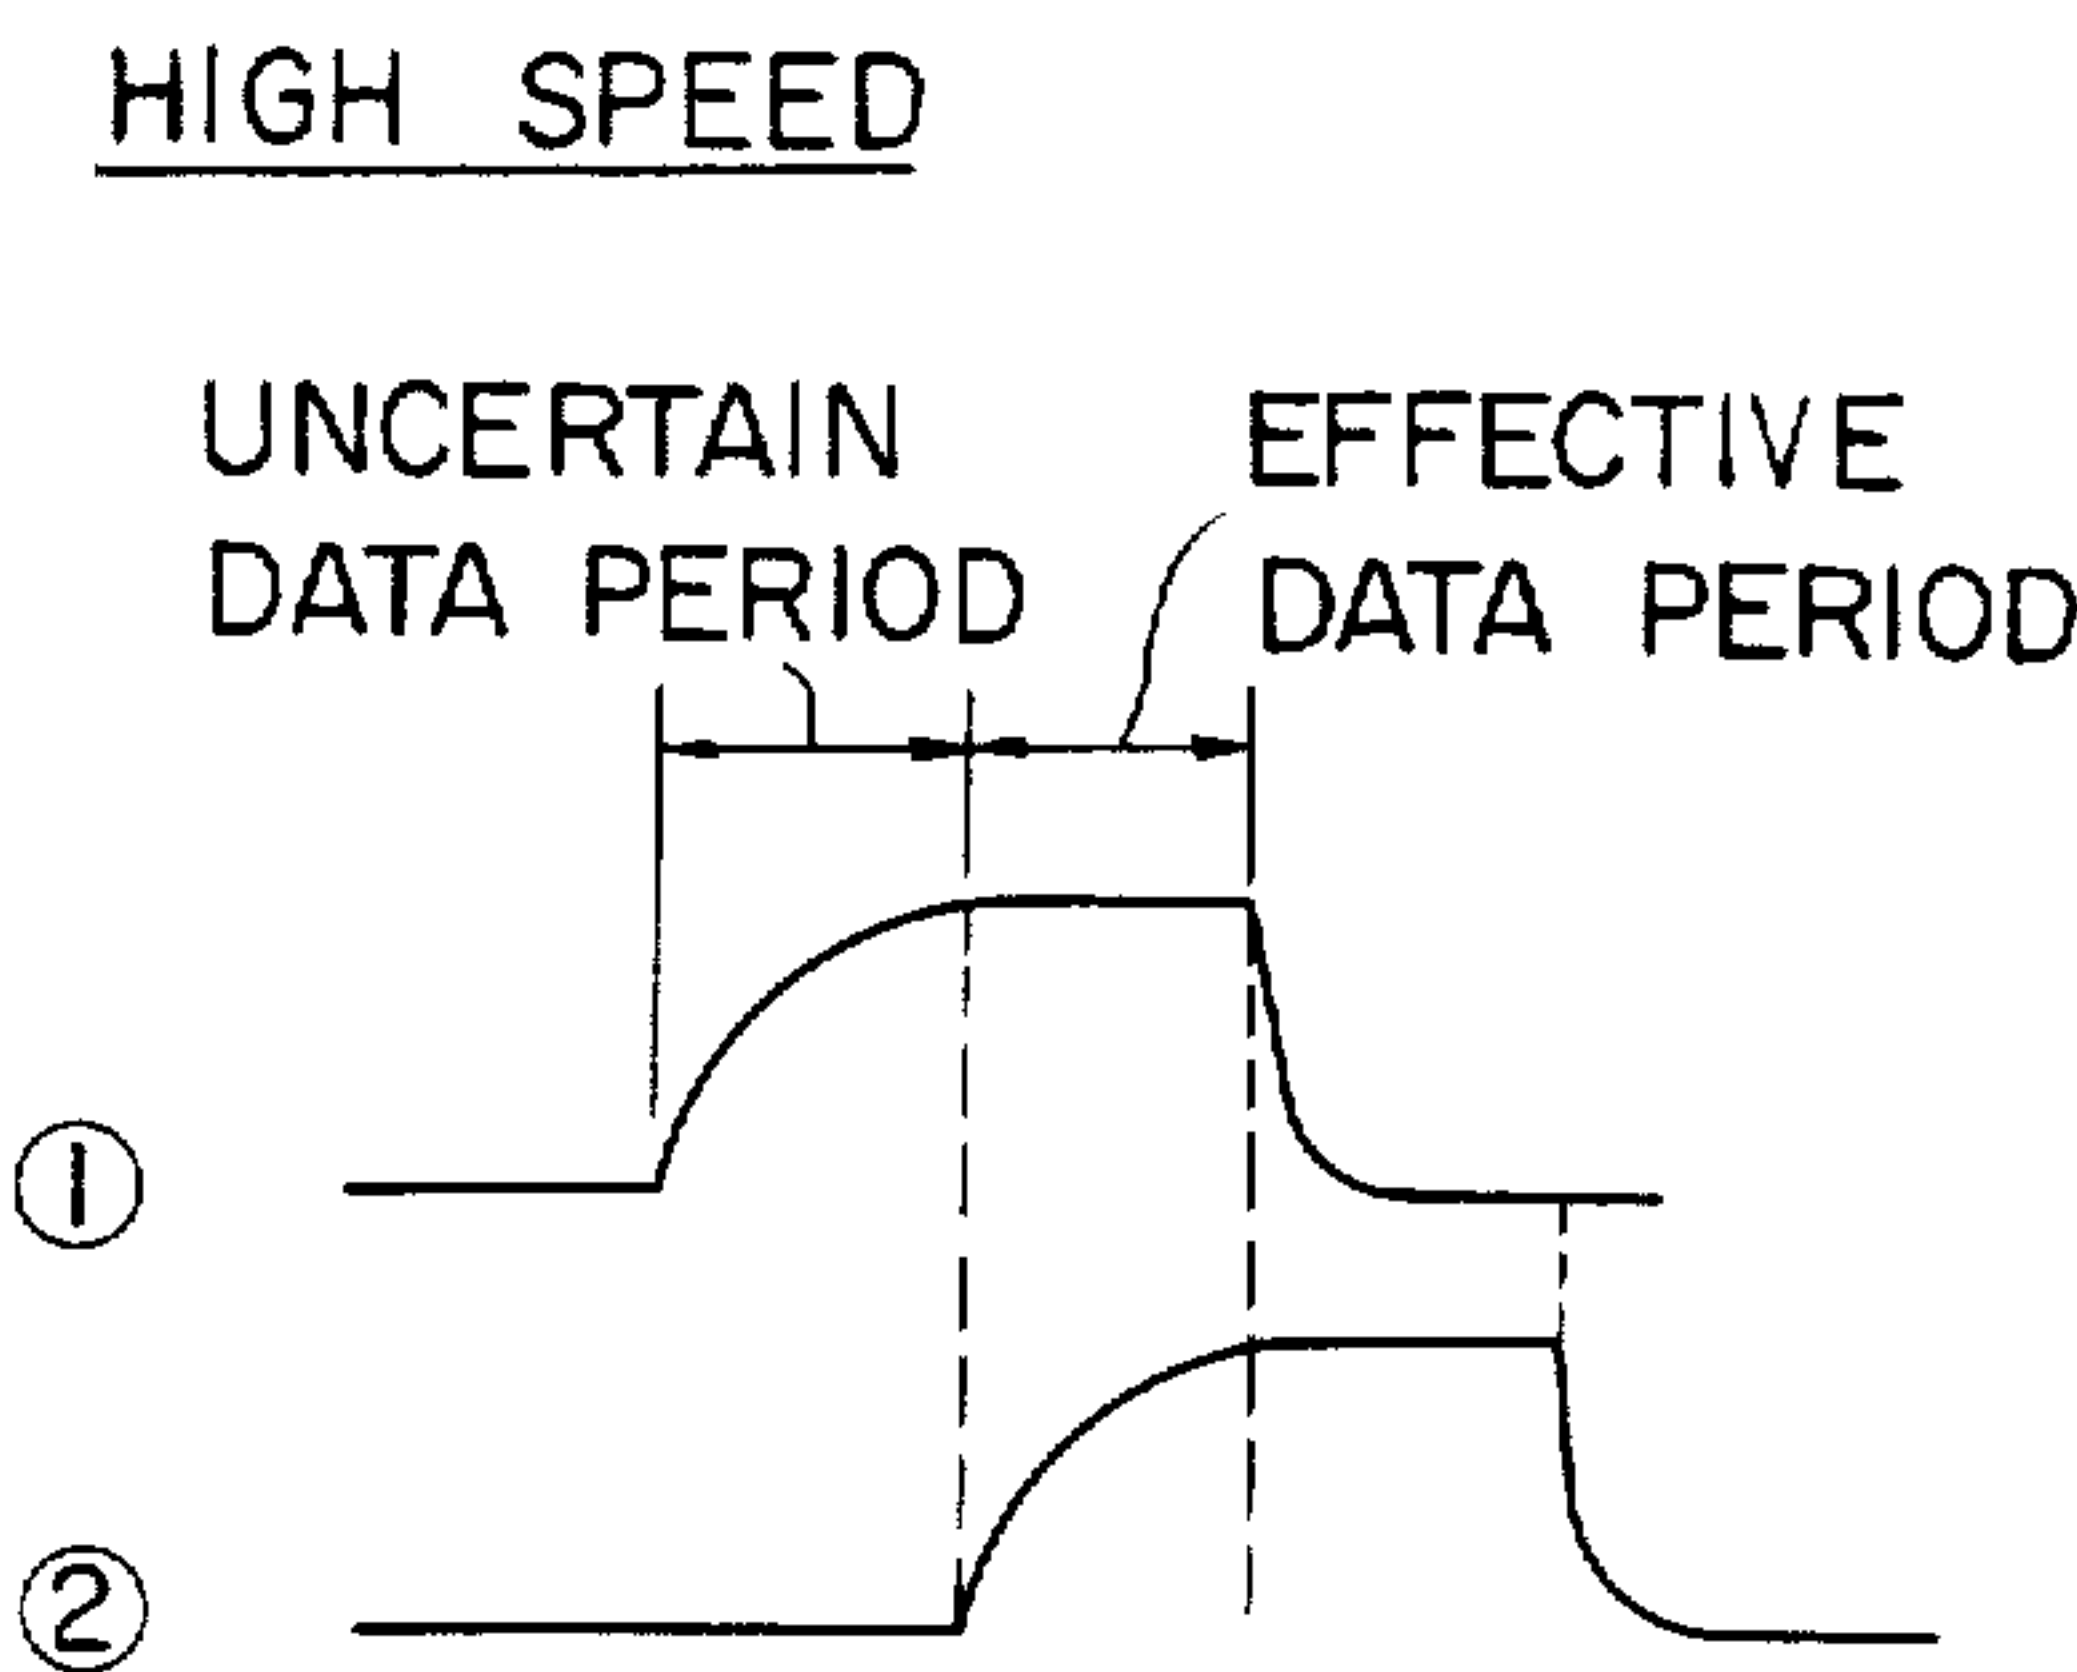 HIGH SPEED
UNCERTAIN
DATA PERIOD
EFFECTIVE
DATA PERIOD
①
②